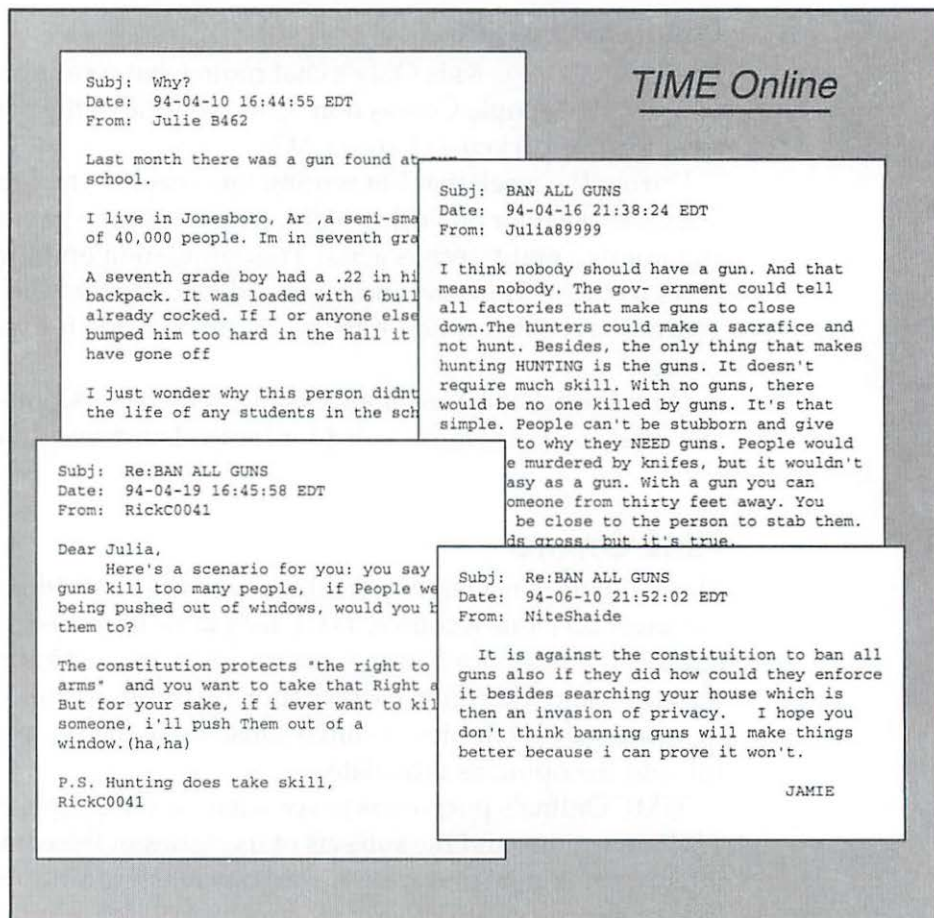 TIME Online
Subj: Why?
Date: 94-04-10 16:44:55 EDT
From: Julie B462
Last month there was a gun found at
school.
I live in Jonesboro, Ar ,a semi-sma
of 40,000 people. Im in seventh gra
A seventh grade boy had a .22 in hi
backpack. It was loaded with 6 bull
already cocked. If I or anyone else
bumped him too hard in the hall it
have gone off
I just wonder why this person didnt
the life of any students in the sch
Subj: BAN ALL GUNS
Date: 94-04-16 21:38:24 EDT
From: Julia89999
I think nobody should have a gun. And that
means nobody. The gov- ernment could tell
all factories that make guns to close
down.The hunters could make a sacrafice and
not hunt. Besides, the only thing that makes
hunting HUNTING is the guns. It doesn't
require much skill. With no guns, there
would be no one killed by guns. It's that
simple. People can't be stubborn and give
to why they NEED guns. People would
e murdered by knifes, but it wouldn't
asy as a gun. With a gun you can
omeone from thirty feet away. You
be close to the person to stab them.
ds gross, but it's true.
Subj: Re:BAN ALL GUNS
Date: 94-04-19 16:45:58 EDT
From: RickC0041
Dear Julia,
Here's a scenario for you: you say
guns kill too many people, if People we
being pushed out of windows, would you b
them to?
The constitution protects "the right to
arms" and you want to take that Right a
But for your sake, if i ever want to kil
someone, i'll push Them out of a
window.(ha,ha)
P.S. Hunting does take skill,
RickC0041
Subj: Re:BAN ALL GUNS
Date: 94-06-10 21:52:02 EDT
From: NiteShaide
It is against the constituition to ban all
guns also if they did how could they enforce
it besides searching your house which is
then an invasion of privacy. I hope you
don't think banning guns will make things
better because i can prove it won't.
JAMIE